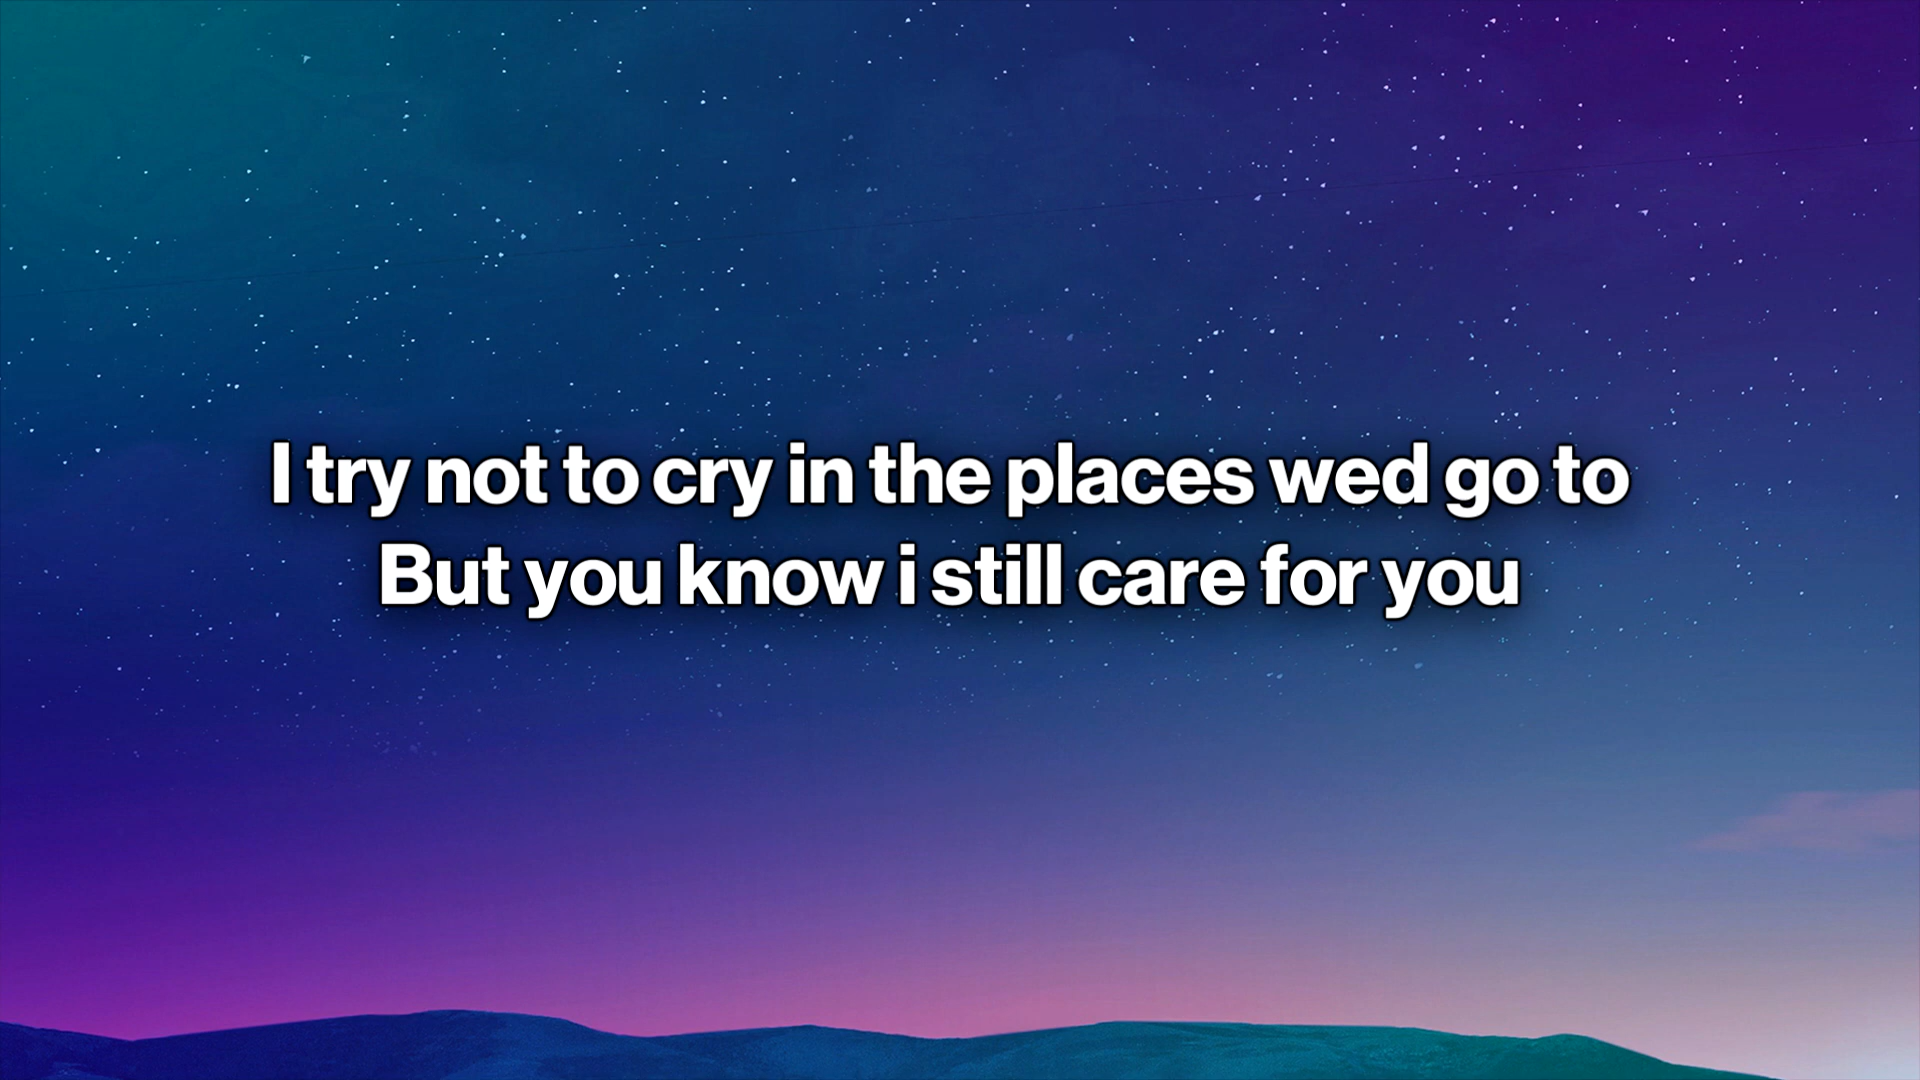 I try not to cry in the places wed go to
But you know i still care for you